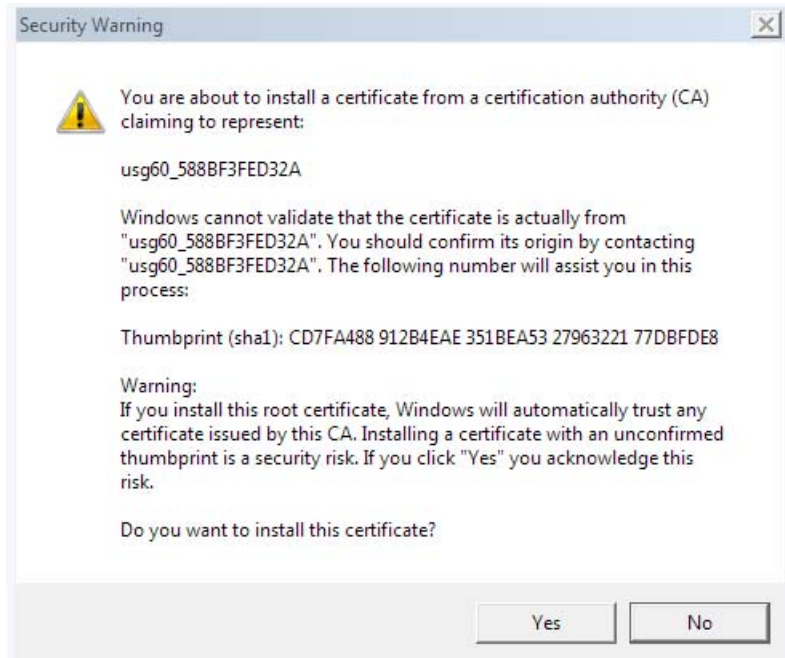 Security Warning
You are about to install a certificate from a certification authority (CA)
claiming to represent:
usg60_588BF3FED32A
Windows cannot validate that the certificate is actually from
"usg60_588BF3FED32A". You should confirm its origin by contacting
"usg60_588BF3FED32A". The following number will assist you in this
process:
Thumbprint (sha1): CD7FA488 912B4EAE 351BEA53 27963221 77DBFDE8
Warning:
If you install this root certificate, Windows will automatically trust any
certificate issued by this CA. Installing a certificate with an unconfirmed
thumbprint is a security risk. If you click "Yes" you acknowledge this
risk.
Do you want to install this certificate?
Yes No